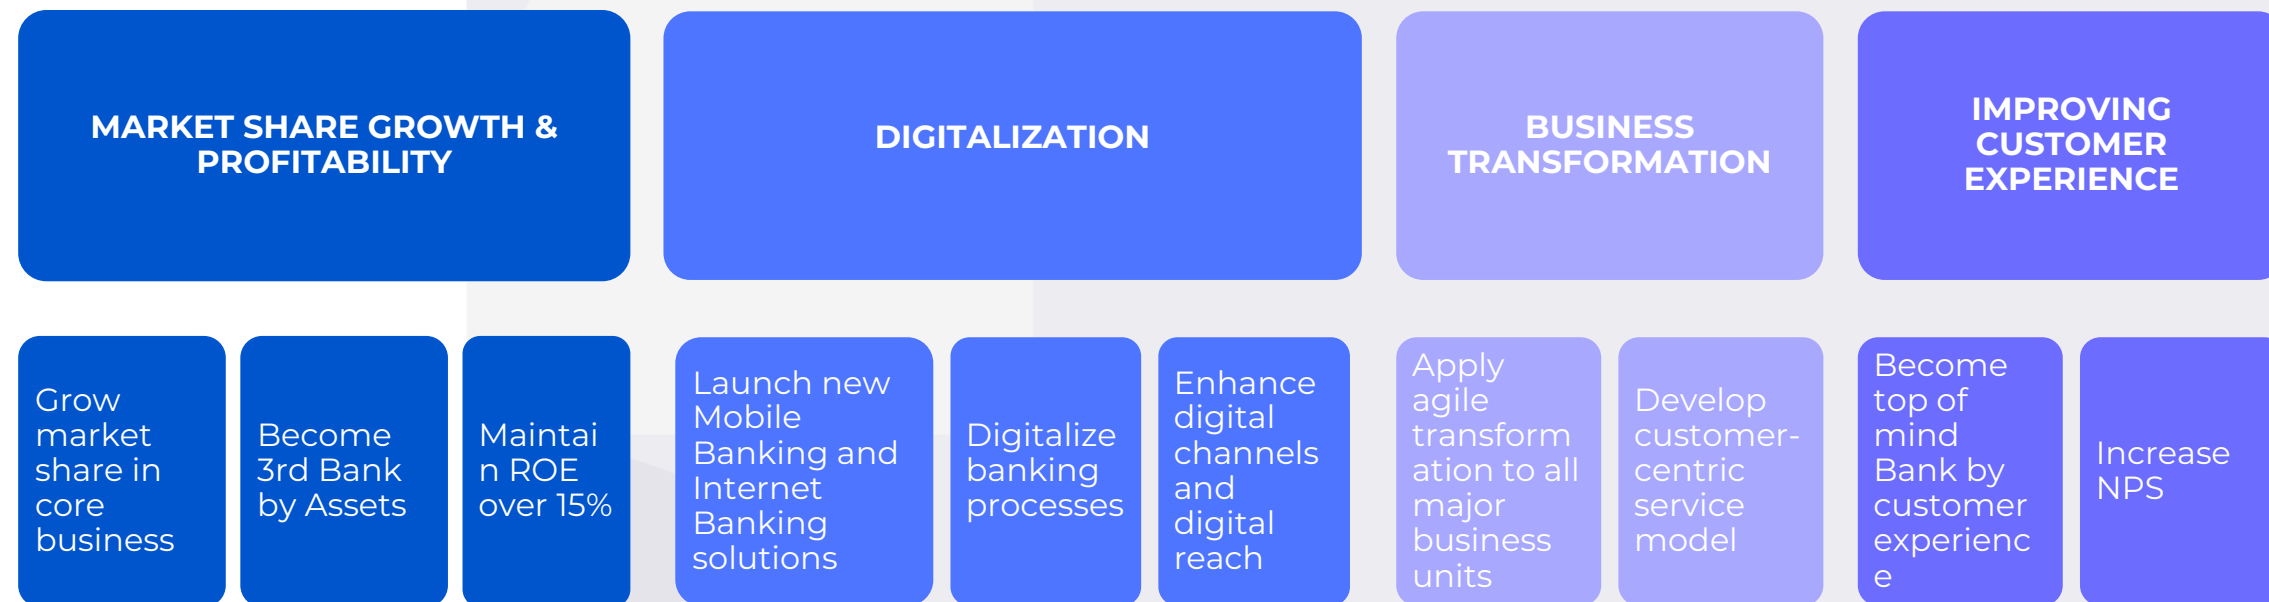 MARKET SHARE GROWTH &
PROFITABILITY
DIGITALIZATION
BUSINESS
TRANSFORMATION
IMPROVING
CUSTOMER
EXPERIENCE
Grow
market
share in
core
business
Become
3rd Bank
by Assets
Maintai
n ROE
over 15%
Launch new
Mobile
Banking and
Internet
Banking
solutions
Digitalize
banking
processes
Enhance
digital
channels
and
digital
reach
Apply
agile
transform
ation to all
major
business
units
Develop
customer-
centric
service
model
Become
top of
mind
Bank by
customer
experienc
e
Increase
NPS